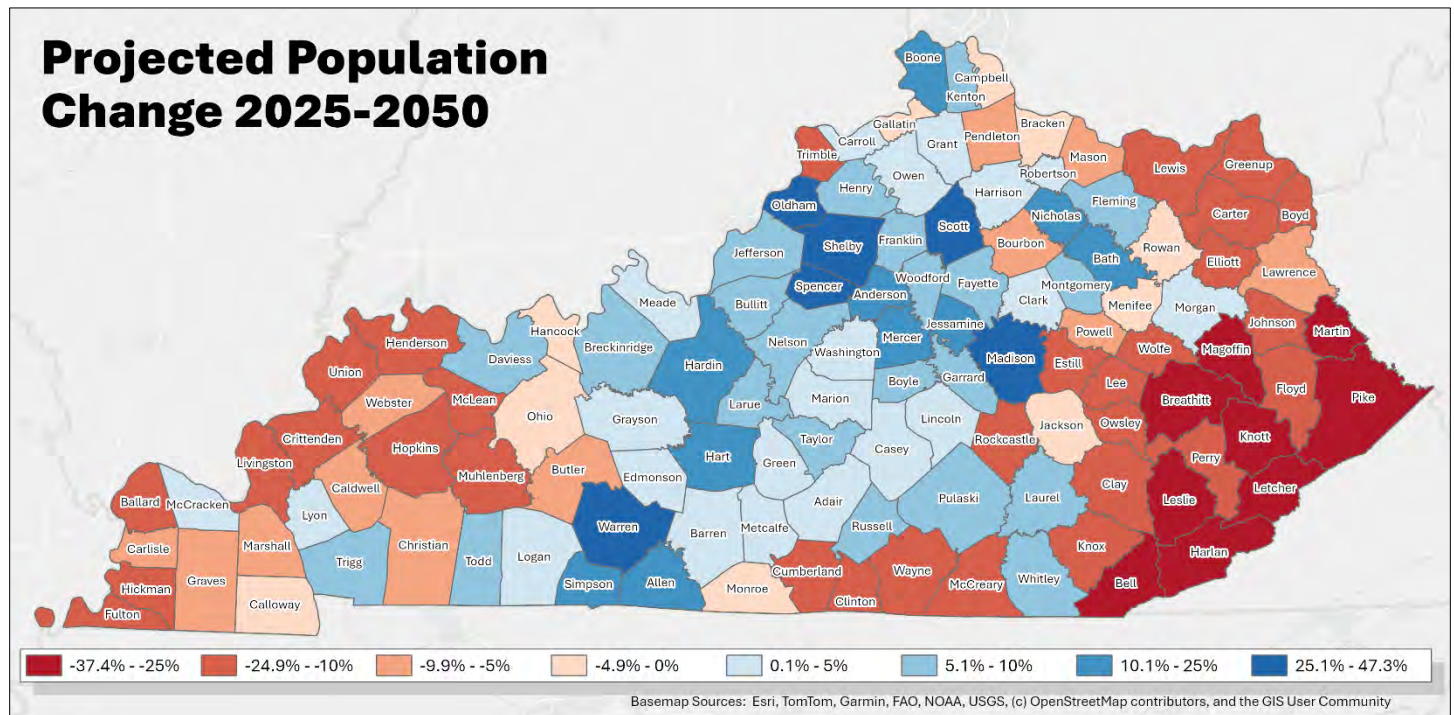 Projected Population
Change 2025-2050
Boone
Campbell
Kenton
Gallatin
Bracken
Carroll
Grant
Pendleton
Trimble
Mason
Owen
Robertson
Lewis
Greenup
Henry
Harrison
Oldham
Fleming
Nicholas
Carter
Boyd
Scott
Shelby
Franklin
Bourbon
Rowan
Jefferson
Bath
Elliott
Lawrence
Woodford
Spencer
Fayette
Montgomery
Anderson
Clark
Menifee
Morgan
Meade
Bullitt
Jessamine
Johnson
Martin
Hancock
Powell
Henderson
Nelson
Mercer
Breckinridge
Washington
Wolfe
Magoffin
Daviess
Madison
Hardin
Estill
Union
Garrard
Boyle
Lee
Floyd
Pike
Webster
McLean
Marion
Breathitt
Larue
Ohio
Grayson
Lincoln
Owsley
Jackson
Crittenden
Rockcastle
Taylor
Knott
Hopkins
Casey
Hart
Perry
Livingston
Green
Butler
Muhlenberg
Edmonson
Clay
Caldwell
Letcher
Pulaski
Laurel
Leslie
Ballard
McCracken
Adair
Lyon
Warren
Metcalfe
Russell
Barren
Christian
Marshall
Knox
Carlisle
Harlan
Logan
Trigg
Todd
Cumberland
Wayne
Graves
Whitley
Simpson
Allen
McCreary
Bell
Hickman
Monroe
Clinton
Calloway
Fulton
-37.4% - -25% -24.9% - -10% -9.9% - -5% -4.9% - 0% 0.1% - 5% 5.1% - 10% 10.1% - 25% 25.1% - 47.3%
Basemap Sources: Esri, TomTom, Garmin, FAO, NOAA, USGS, (c) OpenStreetMap contributors, and the GIS User Community